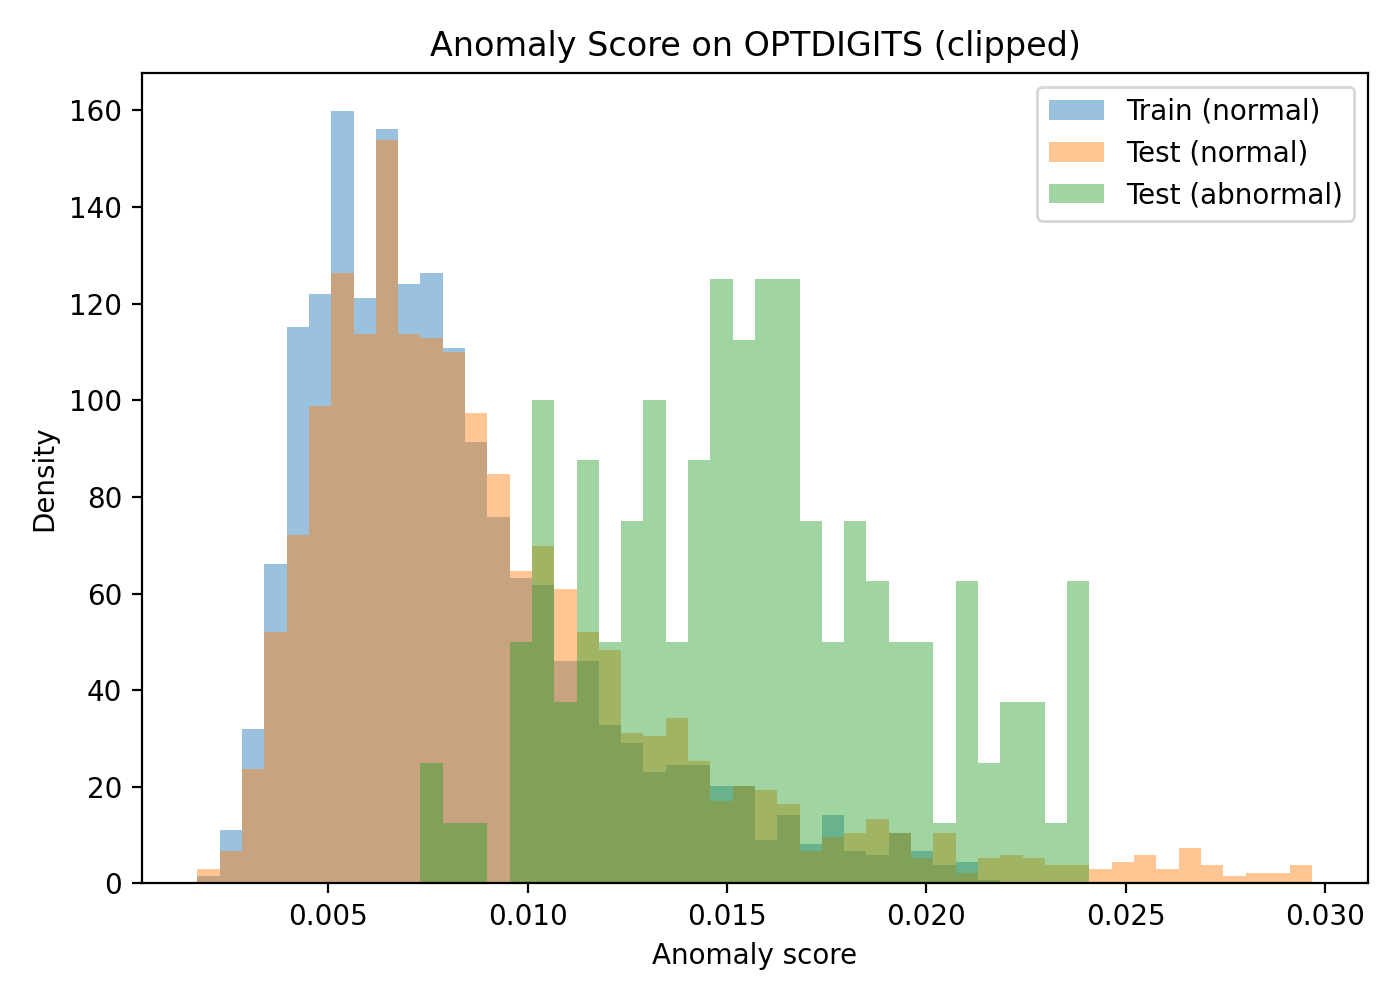 Anomaly Score on OPTDIGITS (clipped)
Train (normal)
Test (normal)
Test (abnormal)
160
140
120
100
80
60
40
20
0
Density
0.005 0.010 0.015 0.020 0.025 0.030
Anomaly score